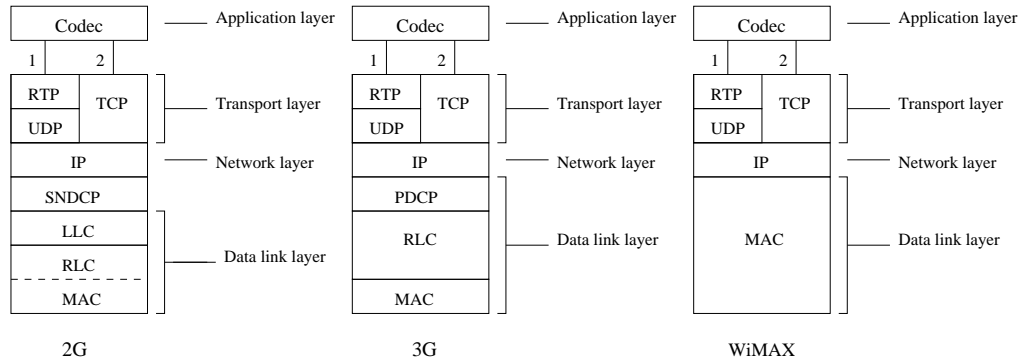 Codec
Application layer
1
2
RTP
UDP
TCP
Transport layer
IP
Network layer
SNDCP
LLC
RLC
MAC
Data link layer
2G
Codec
Application layer
1
2
RTP
UDP
TCP
Transport layer
IP
Network layer
PDCP
RLC
MAC
Data link layer
3G
Codec
Application layer
1
2
RTP
UDP
TCP
Transport layer
IP
Network layer
MAC
Data link layer
WiMAX